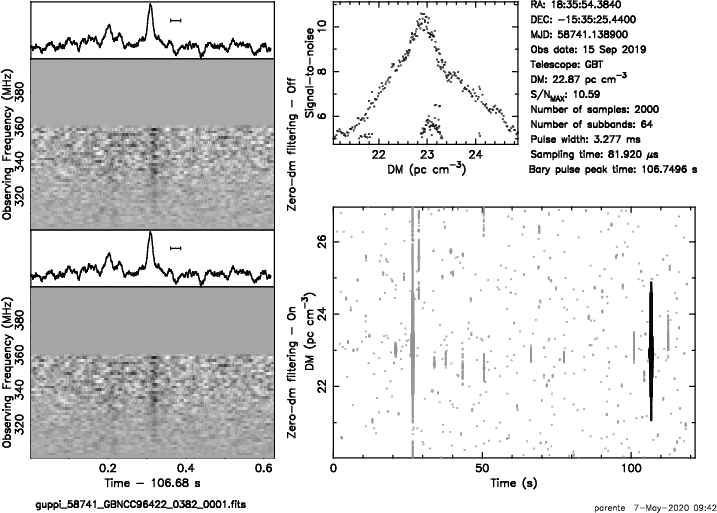 RA: 18:35:54.3840
DEC: −15:35:25.4400
MJD: 58741.138900
Obs date: 15 Sep 2019
Telescope: GBT
DM: 22.87 pc cm⁻³
S/N_MAX: 10.59
Number of samples: 2000
Number of subbands: 64
Pulse width: 3.277 ms
Sampling time: 81.920 μs
Bary pulse peak time: 106.7496 s
Signal−to−noise
10
8
6
22 23 24
DM (pc cm⁻³)
Observing Frequency (MHz)
380
360
340
320
Zero−dm filtering − Off
Observing Frequency (MHz)
380
360
340
320
Zero−dm filtering − On
0.2 0.4 0.6
Time − 106.68 s
DM (pc cm⁻³)
26
24
22
0 50 100
Time (s)
guppi_58741_GBNCC96422_0382_0001.fits
parente 7−May−2020 09:42